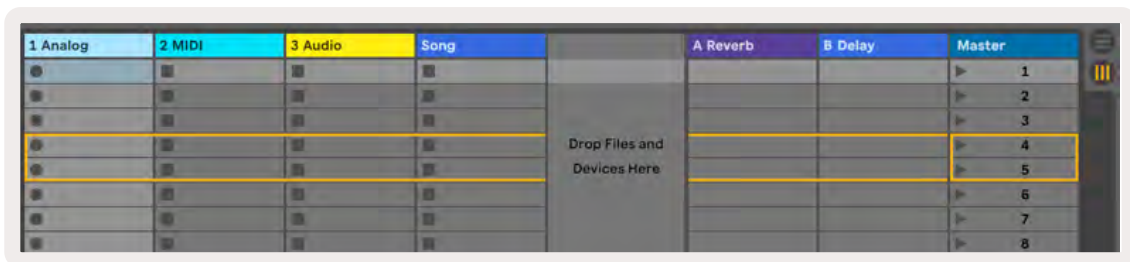 1 Analog 2 MIDI 3 Audio Song A Reverb B Delay Master
1
2
3
Drop Files and 4
Devices Here 5
6
7
8